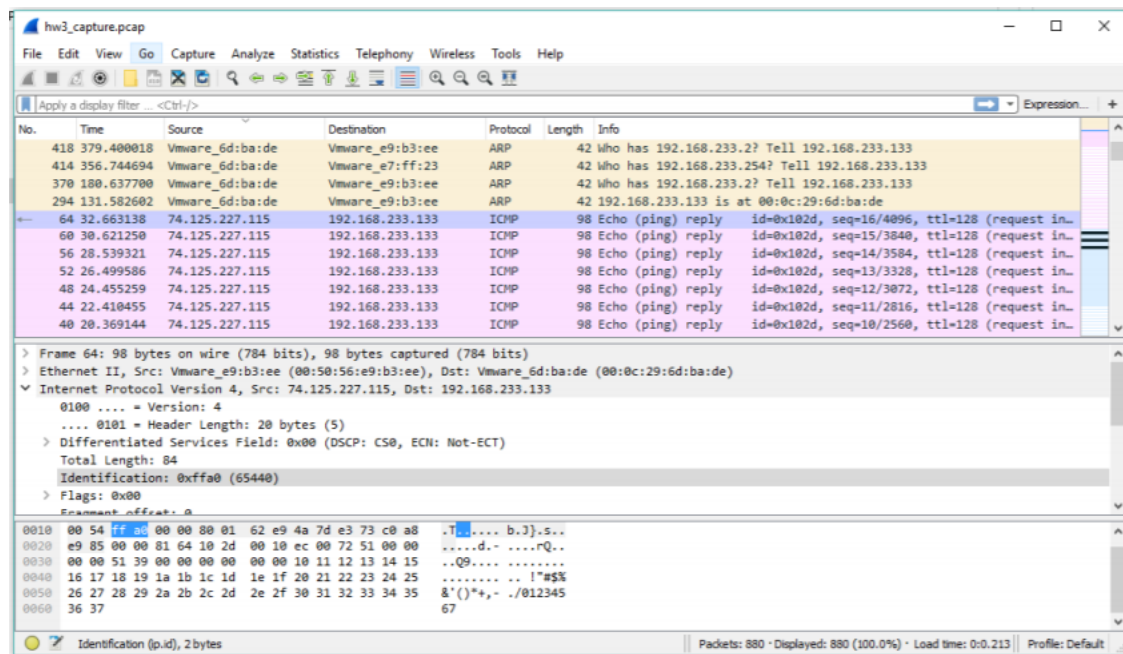 hw3_capture.pcap
File Edit View Go Capture Analyze Statistics Telephony Wireless Tools Help
Apply a display filter ... <Ctrl-/>
Expression... +
No. Time Source Destination Protocol Length Info
418 379.400018 Vmware_6d:ba:de Vmware_e9:b3:ee ARP 42 Who has 192.168.233.2? Tell 192.168.233.133
414 356.744694 Vmware_6d:ba:de Vmware_e7:ff:23 ARP 42 Who has 192.168.233.254? Tell 192.168.233.133
370 180.637700 Vmware_6d:ba:de Vmware_e9:b3:ee ARP 42 Who has 192.168.233.2? Tell 192.168.233.133
294 131.582602 Vmware_6d:ba:de Vmware_e9:b3:ee ARP 42 192.168.233.133 is at 00:0c:29:6d:ba:de
64 32.663138 74.125.227.115 192.168.233.133 ICMP 98 Echo (ping) reply id=0x102d, seq=16/4096, ttl=128 (request in…
60 30.621250 74.125.227.115 192.168.233.133 ICMP 98 Echo (ping) reply id=0x102d, seq=15/3840, ttl=128 (request in…
56 28.539321 74.125.227.115 192.168.233.133 ICMP 98 Echo (ping) reply id=0x102d, seq=14/3584, ttl=128 (request in…
52 26.499586 74.125.227.115 192.168.233.133 ICMP 98 Echo (ping) reply id=0x102d, seq=13/3328, ttl=128 (request in…
48 24.455259 74.125.227.115 192.168.233.133 ICMP 98 Echo (ping) reply id=0x102d, seq=12/3072, ttl=128 (request in…
44 22.410455 74.125.227.115 192.168.233.133 ICMP 98 Echo (ping) reply id=0x102d, seq=11/2816, ttl=128 (request in…
40 20.369144 74.125.227.115 192.168.233.133 ICMP 98 Echo (ping) reply id=0x102d, seq=10/2560, ttl=128 (request in…
Frame 64: 98 bytes on wire (784 bits), 98 bytes captured (784 bits)
Ethernet II, Src: Vmware_e9:b3:ee (00:50:56:e9:b3:ee), Dst: Vmware_6d:ba:de (00:0c:29:6d:ba:de)
Internet Protocol Version 4, Src: 74.125.227.115, Dst: 192.168.233.133
0100 .... = Version: 4
.... 0101 = Header Length: 20 bytes (5)
Differentiated Services Field: 0x00 (DSCP: CS0, ECN: Not-ECT)
Total Length: 84
Identification: 0xffa0 (65440)
Flags: 0x00
Fragment offset: 0
0010 00 54 ff a0 00 00 80 01 62 e9 4a 7d e3 73 c0 a8 .T...... b.J}.s..
0020 e9 85 00 00 81 64 10 2d 00 10 ec 00 72 51 00 00 .....d.- ....rQ..
0030 00 00 51 39 00 00 00 00 00 00 10 11 12 13 14 15 ..Q9.... ........
0040 16 17 18 19 1a 1b 1c 1d 1e 1f 20 21 22 23 24 25 ........ .. !"#$%
0050 26 27 28 29 2a 2b 2c 2d 2e 2f 30 31 32 33 34 35 &'()*+,- ./012345
0060 36 37 67
Identification (ip.id), 2 bytes Packets: 880 · Displayed: 880 (100.0%) · Load time: 0:0.213 Profile: Default